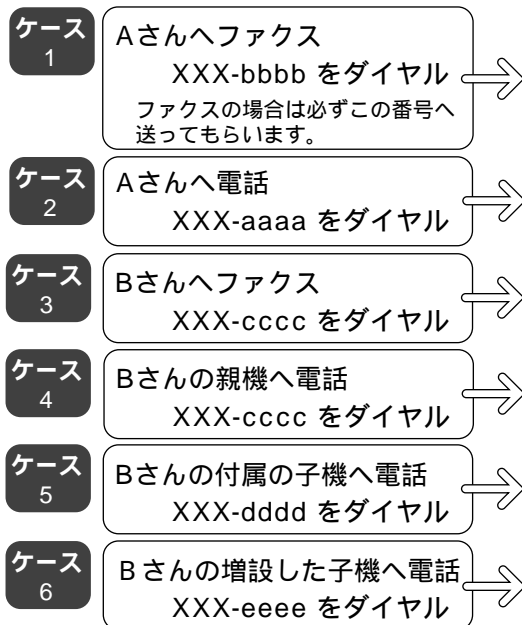 ケース
1
Aさんへファクス
XXX-bbbb をダイヤル
ファクスの場合は必ずこの番号へ
送ってもらいます。
ケース
2
Aさんへ電話
XXX-aaaa をダイヤル
ケース
3
Bさんへファクス
XXX-cccc をダイヤル
ケース
4
Bさんの親機へ電話
XXX-cccc をダイヤル
ケース
5
Bさんの付属の子機へ電話
XXX-dddd をダイヤル
ケース
6
Bさんの増設した子機へ電話
XXX-eeee をダイヤル